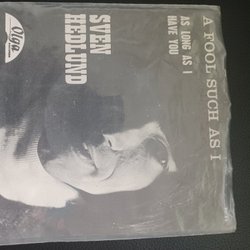 A FOOL SUCH AS I
AS LONG AS I
HAVE YOU
SVEN
HEDLUND
Olga